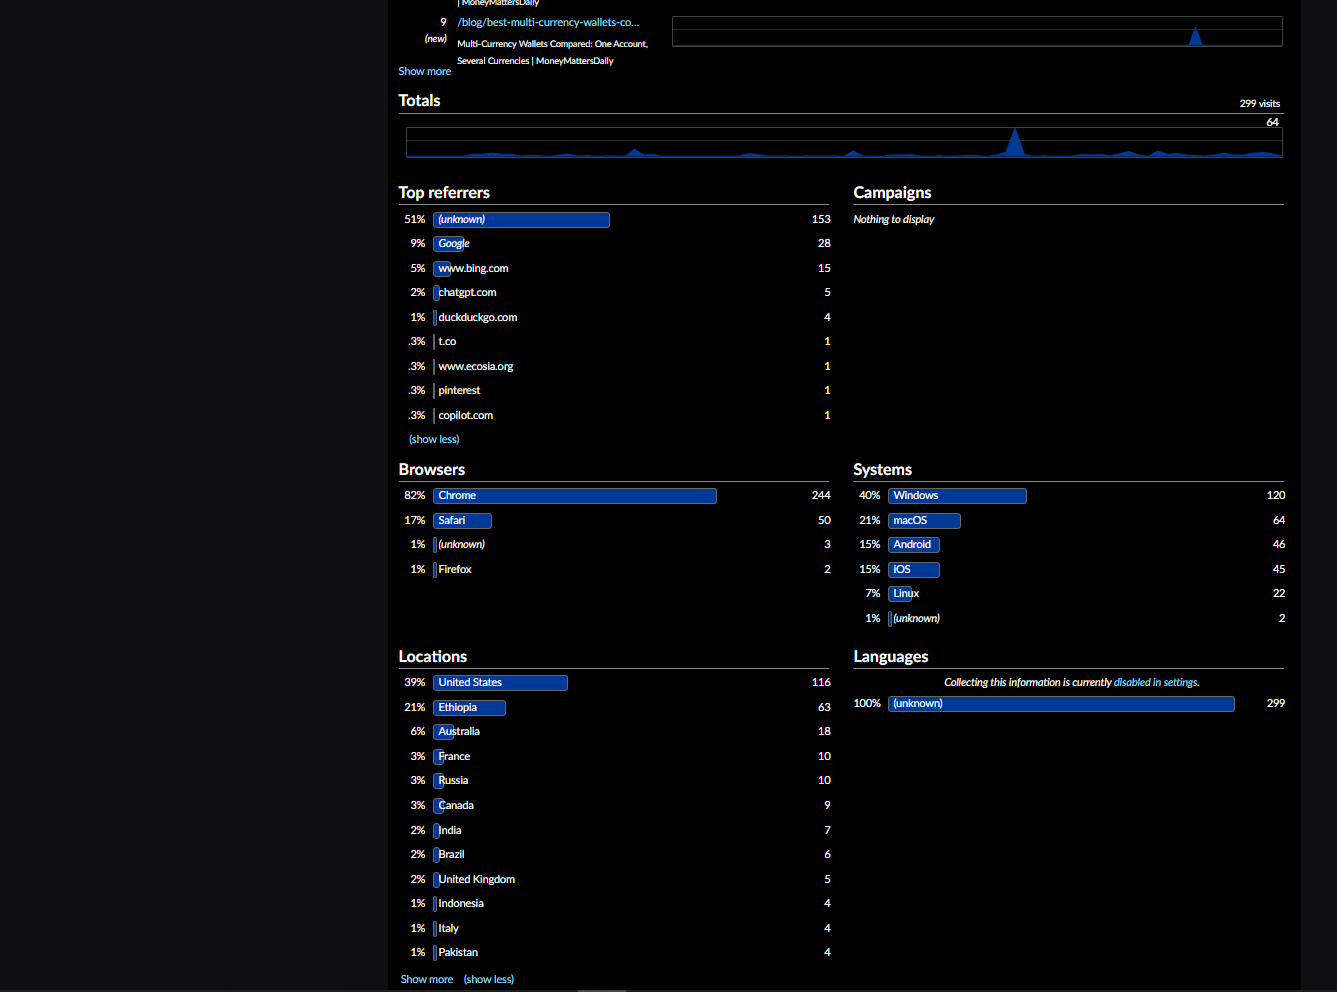 | MoneyMattersDaily
9
/blog/best-multi-currency-wallets-co...
(new)
Multi-Currency Wallets Compared: One Account,
Several Currencies | MoneyMattersDaily
Show more
Totals
299 visits
64
Top referrers
51% (unknown) 153
9% Google 28
5% www.bing.com 15
2% chatgpt.com 5
1% duckduckgo.com 4
.3% t.co 1
.3% www.ecosia.org 1
.3% pinterest 1
.3% copilot.com 1
(show less)
Campaigns
Nothing to display
Browsers
82% Chrome 244
17% Safari 50
1% (unknown) 3
1% Firefox 2
Systems
40% Windows 120
21% macOS 64
15% Android 46
15% iOS 45
7% Linux 22
1% (unknown) 2
Locations
39% United States 116
21% Ethiopia 63
6% Australia 18
3% France 10
3% Russia 10
3% Canada 9
2% India 7
2% Brazil 6
2% United Kingdom 5
1% Indonesia 4
1% Italy 4
1% Pakistan 4
Show more (show less)
Languages
Collecting this information is currently disabled in settings.
100% (unknown) 299